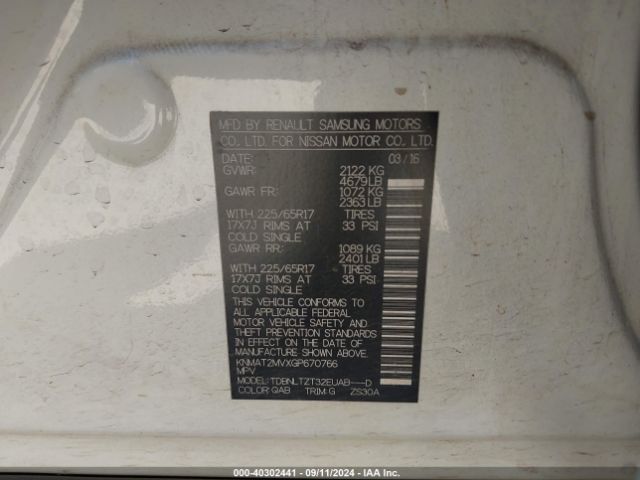 MFD BY RENAULT SAMSUNG MOTORS
CO., LTD. FOR NISSAN MOTOR CO., LTD.
DATE: 03/16
GVWR: 2122 KG
4679 LB
GAWR FR: 1072 KG
2363 LB
WITH 225/65R17 TIRES
17X7J RIMS AT 33 PSI
COLD SINGLE
GAWR RR: 1089 KG
2401 LB
WITH 225/65R17 TIRES
17X7J RIMS AT 33 PSI
COLD SINGLE
THIS VEHICLE CONFORMS TO
ALL APPLICABLE FEDERAL
MOTOR VEHICLE SAFETY AND
THEFT PREVENTION STANDARDS
IN EFFECT ON THE DATE OF
MANUFACTURE SHOWN ABOVE.
KNMAT2MVXGP670766
MPV
MODEL: TDBNLTZT32EUAB---D
COLOR: QAB TRIM: G ZS30A
000-40302441 - 09/11/2024 - IAA Inc.